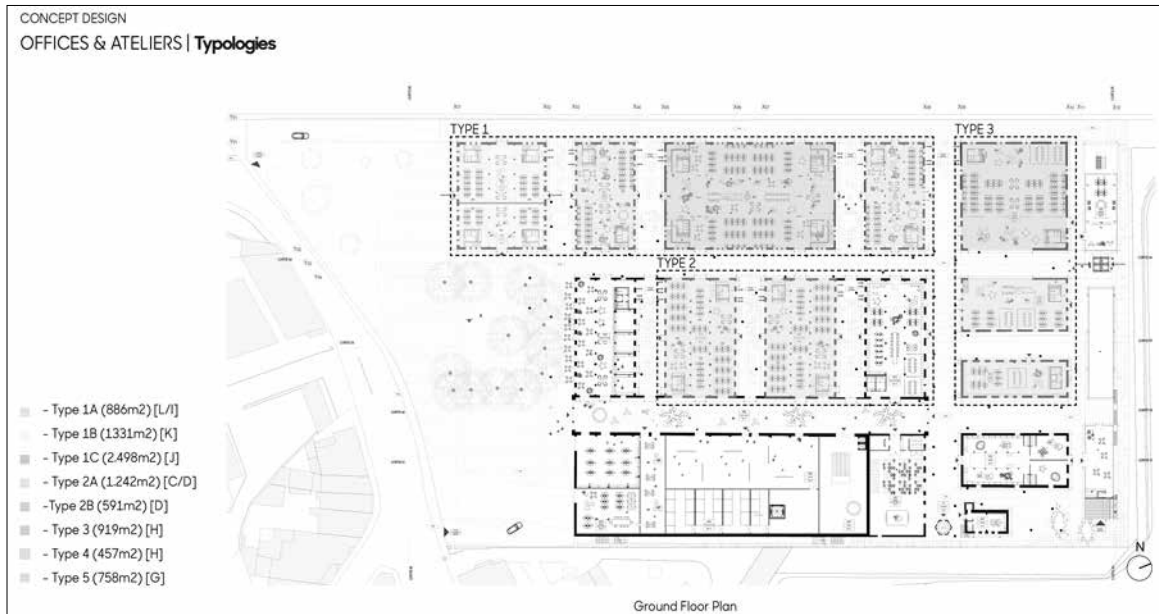 CONCEPT DESIGN
OFFICES & ATELIERS | Typologies
TYPE 1
TYPE 3
TYPE 2
- Type 1A (886m2) [L/I]
- Type 1B (1331m2) [K]
- Type 1C (2.498m2) [J]
- Type 2A (1.242m2) [C/D]
-Type 2B (591m2) [D]
- Type 3 (919m2) [H]
- Type 4 (457m2) [H]
- Type 5 (758m2) [G]
N
Ground Floor Plan